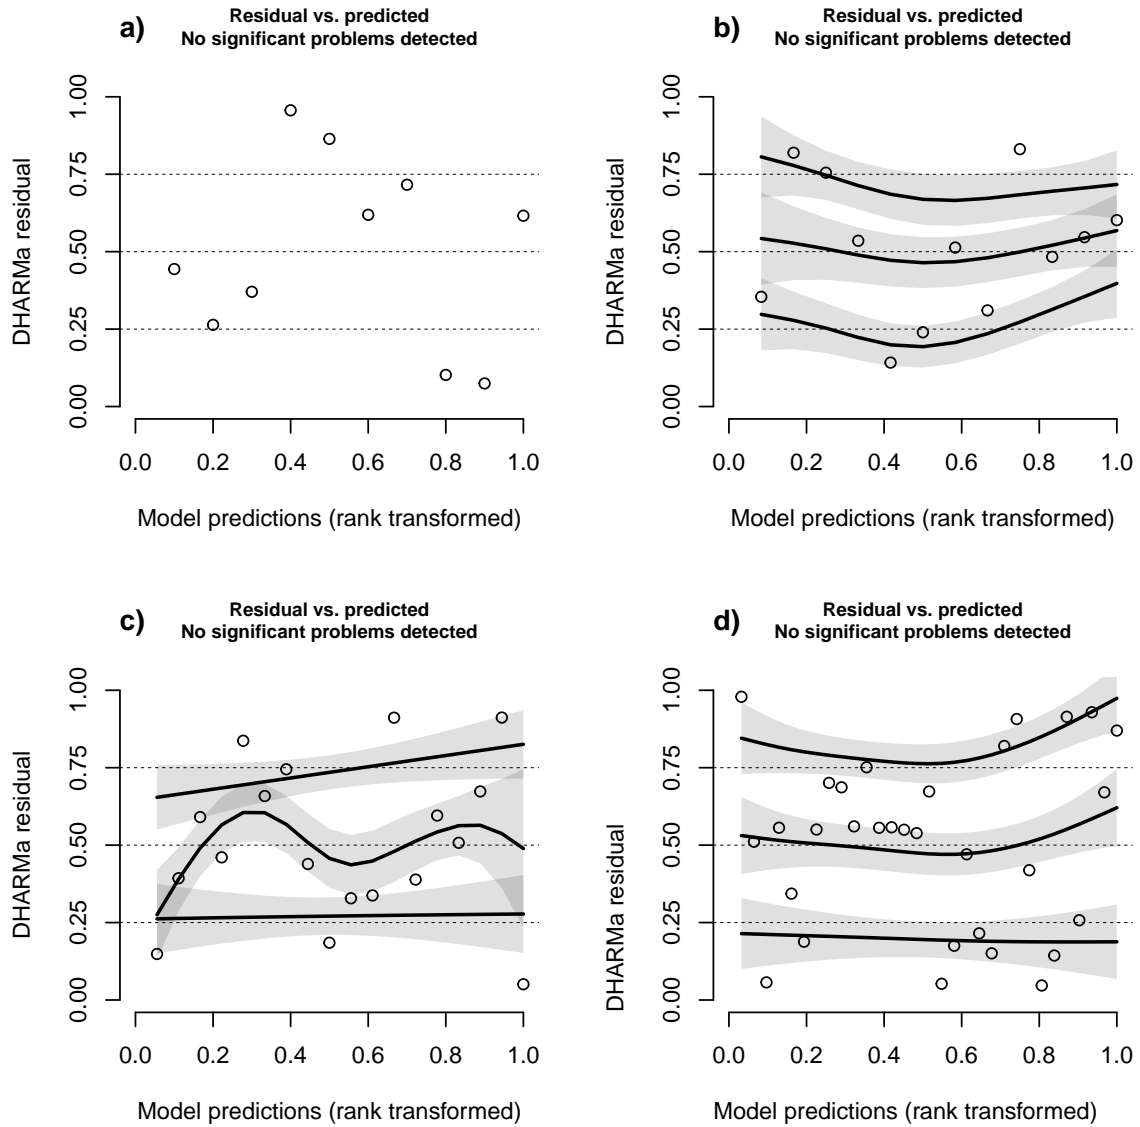 a)
Residual vs. predicted
No significant problems detected
1.00
0.75
0.50
0.25
0.00
DHARMa residual
0.0 0.2 0.4 0.6 0.8 1.0
Model predictions (rank transformed)
b)
Residual vs. predicted
No significant problems detected
1.00
0.75
0.50
0.25
0.00
DHARMa residual
0.0 0.2 0.4 0.6 0.8 1.0
Model predictions (rank transformed)
c)
Residual vs. predicted
No significant problems detected
1.00
0.75
0.50
0.25
0.00
DHARMa residual
0.0 0.2 0.4 0.6 0.8 1.0
Model predictions (rank transformed)
d)
Residual vs. predicted
No significant problems detected
1.00
0.75
0.50
0.25
0.00
DHARMa residual
0.0 0.2 0.4 0.6 0.8 1.0
Model predictions (rank transformed)